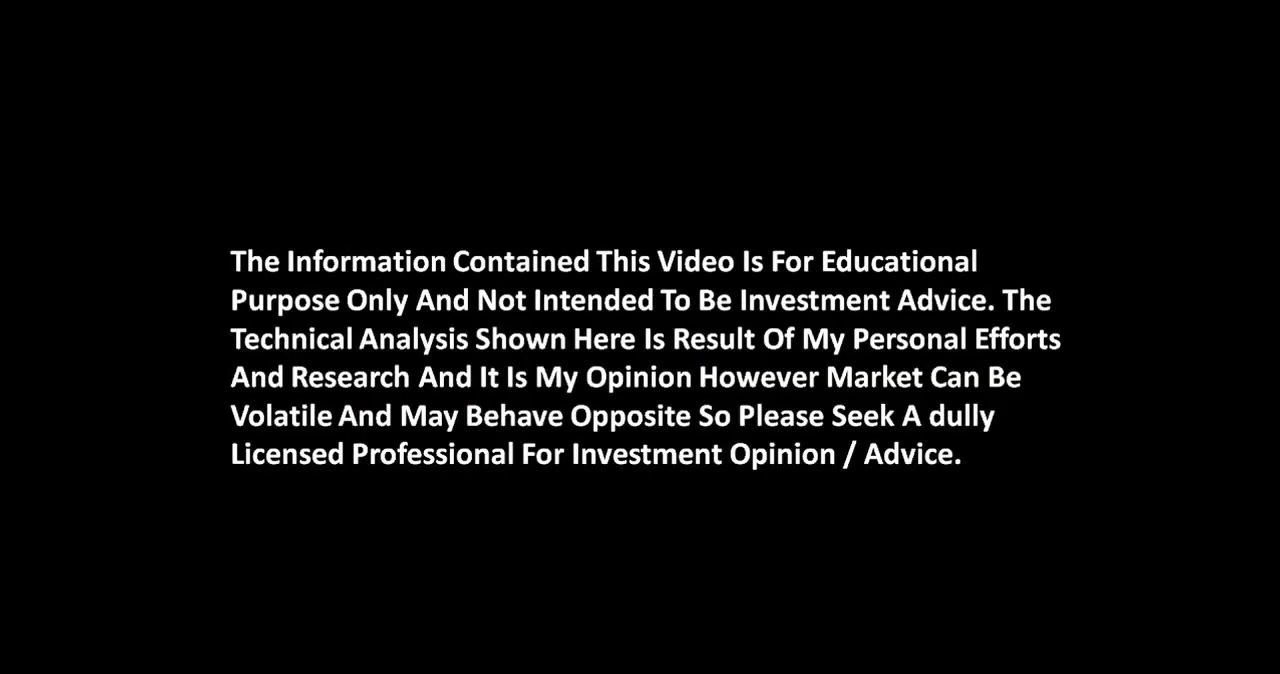 The Information Contained This Video Is For Educational
Purpose Only And Not Intended To Be Investment Advice. The
Technical Analysis Shown Here Is Result Of My Personal Efforts
And Research And It Is My Opinion However Market Can Be
Volatile And May Behave Opposite So Please Seek A dully
Licensed Professional For Investment Opinion / Advice.